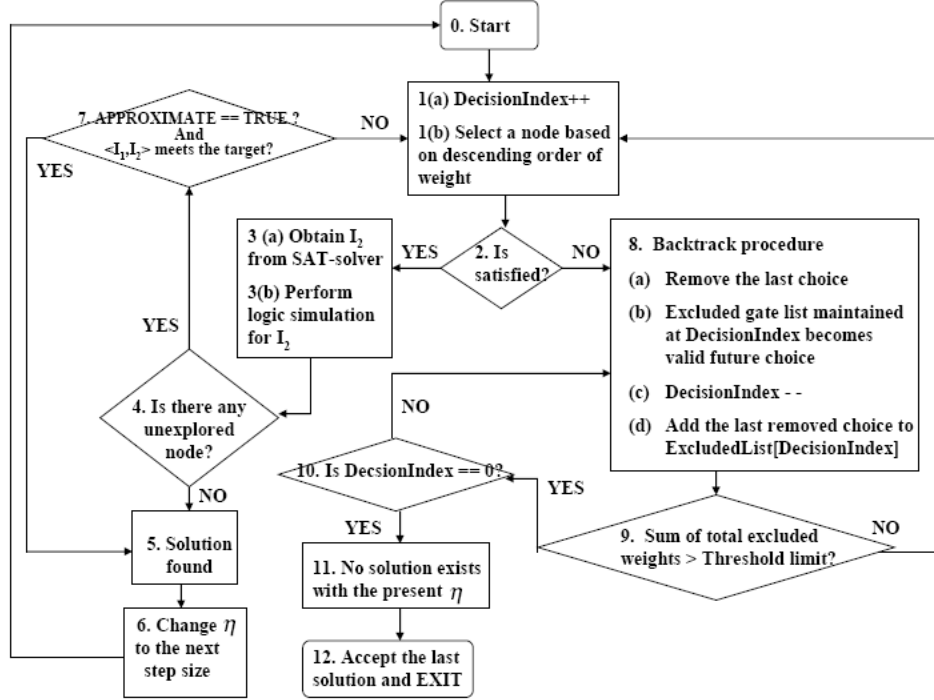 0. Start
1(a) DecisionIndex++
1(b) Select a node based
on descending order of
weight
7. APPROXIMATE == TRUE ?
And
<I1,I2> meets the target?
NO
YES
2. Is
satisfied?
YES
NO
3 (a) Obtain I2
from SAT-solver
3(b) Perform
logic simulation
for I2
8. Backtrack procedure
(a) Remove the last choice
(b) Excluded gate list maintained
at DecisionIndex becomes
valid future choice
(c) DecisionIndex - -
(d) Add the last removed choice to
ExcludedList[DecisionIndex]
YES
4. Is there any
unexplored
node?
NO
NO
10. Is DecsionIndex == 0?
YES
YES
9. Sum of total excluded
weights > Threshold limit?
NO
5. Solution
found
6. Change η
to the next
step size
11. No solution exists
with the present η
12. Accept the last
solution and EXIT